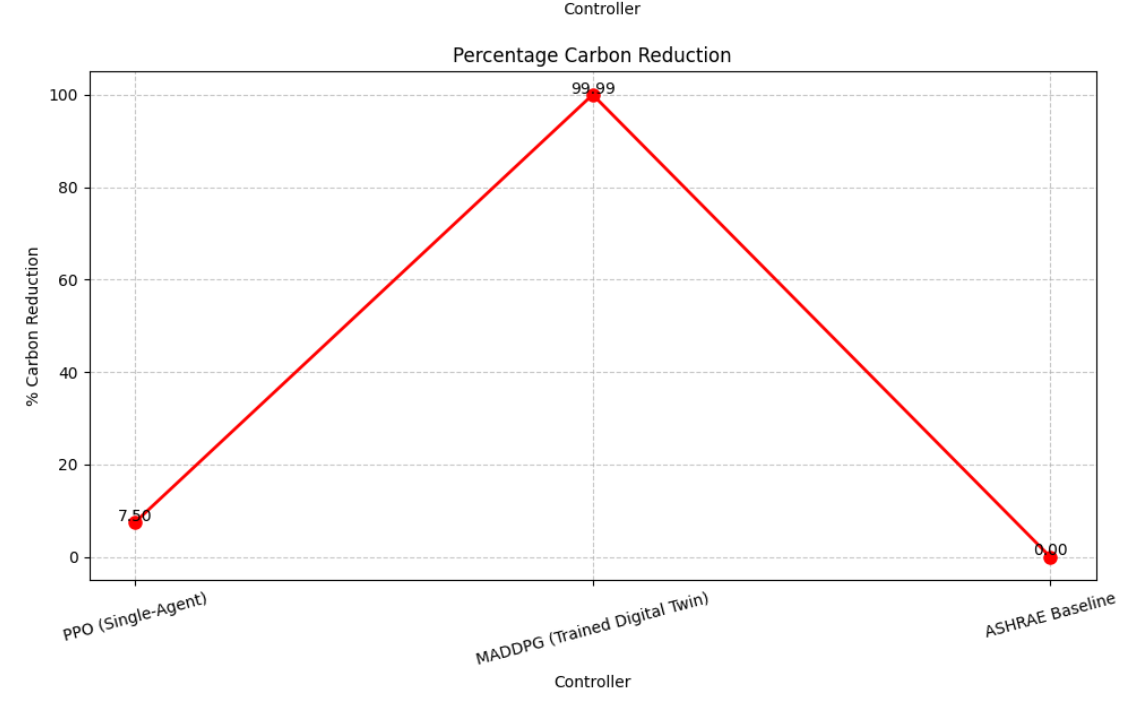 Controller
Percentage Carbon Reduction
% Carbon Reduction
100
80
60
40
20
0
7.50
99.99
0.00
PPO (Single-Agent)
MADDPG (Trained Digital Twin)
ASHRAE Baseline
Controller